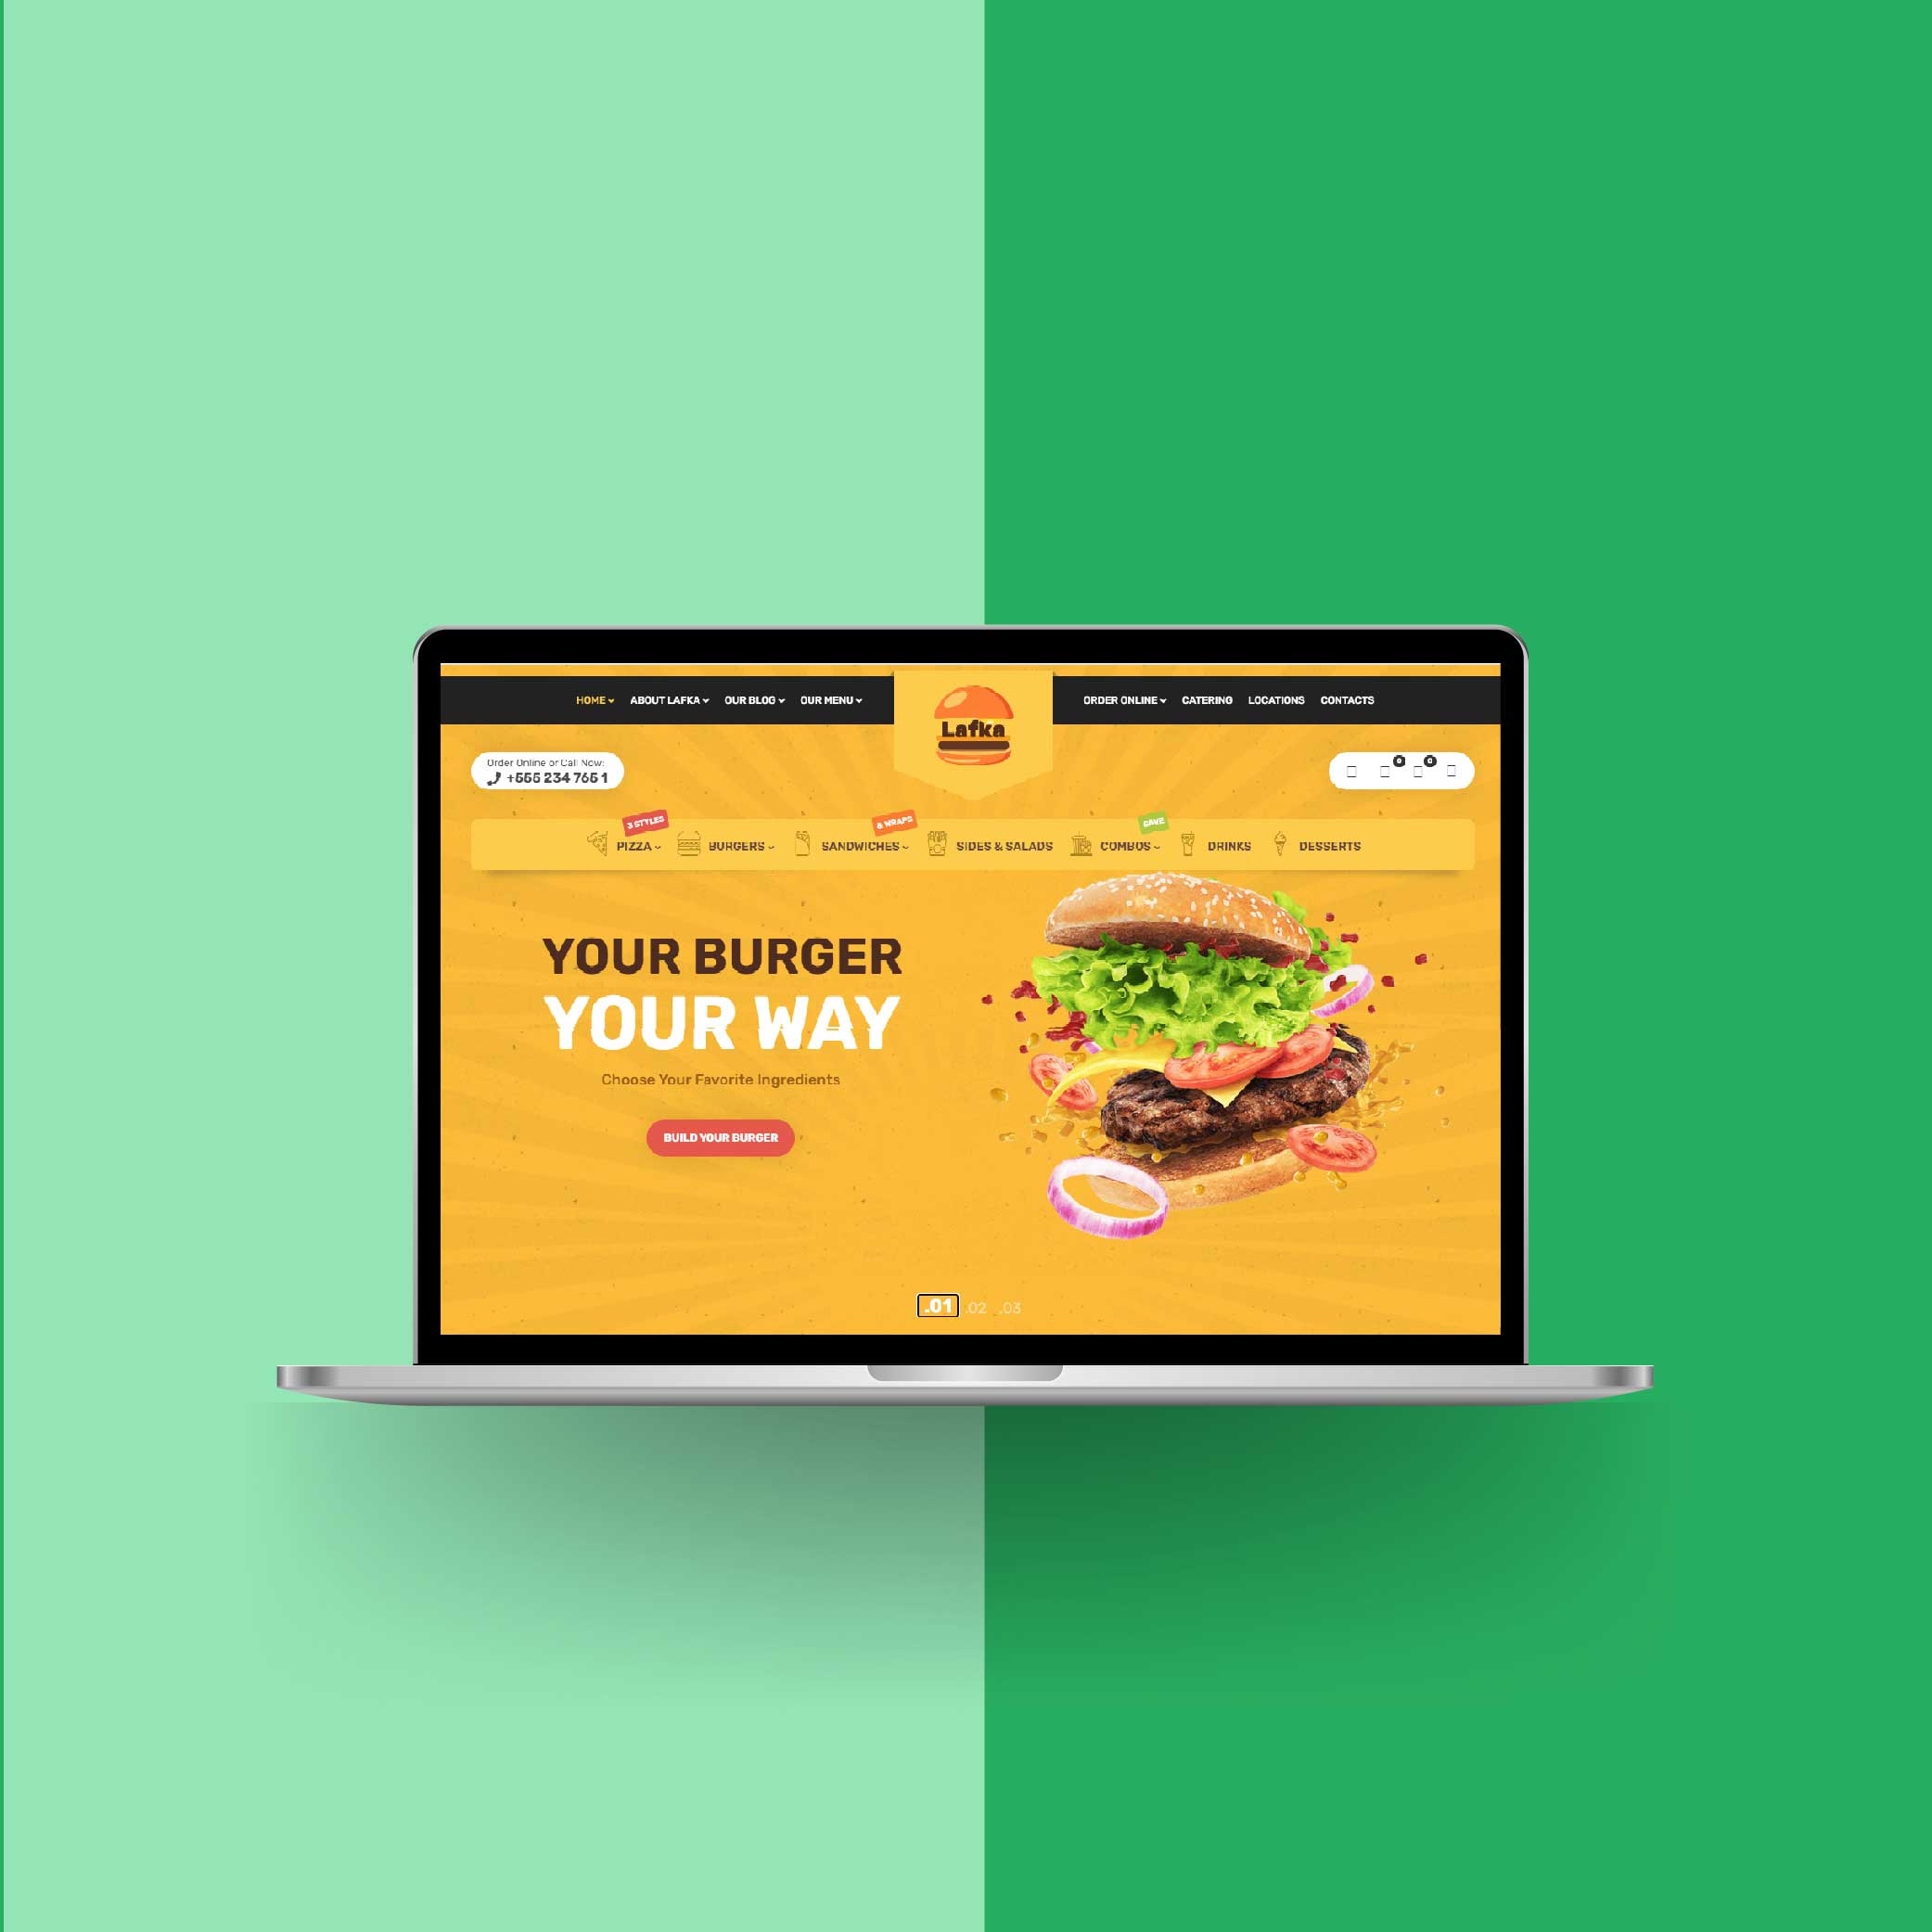 HOME ABOUT LAFKA OUR BLOG OUR MENU
Lafka
ORDER ONLINE CATERING LOCATIONS CONTACTS
Order Online or Call Now:
+555 234 765 1
0 0
3 STYLES 8 WRAPS SAVE
PIZZA BURGERS SANDWICHES SIDES & SALADS COMBOS DRINKS DESSERTS
YOUR BURGER
YOUR WAY
Choose Your Favorite Ingredients
BUILD YOUR BURGER
.01 .02 .03